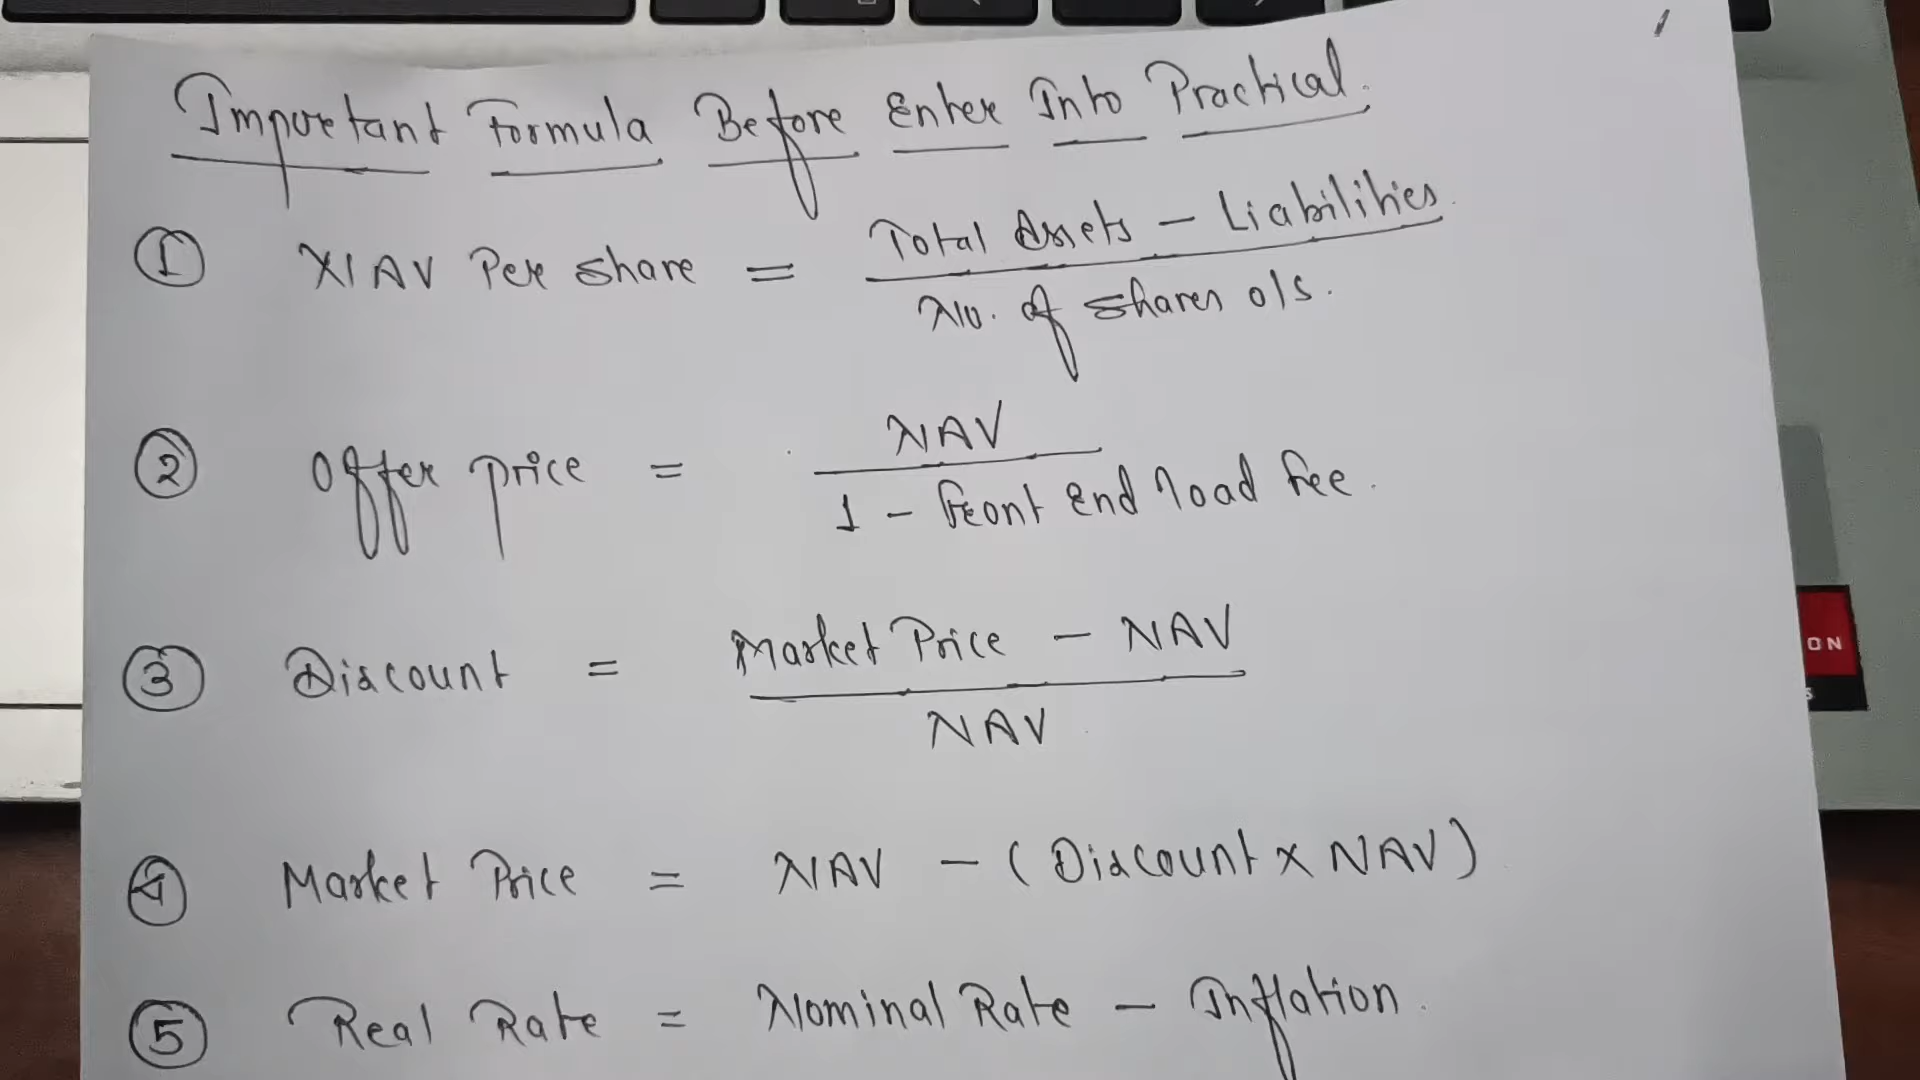 Important Formula Before Enter Into Practical.
① NAV Per share = Total Assets - Liabilities
No. of shares o/s.
② Offer price = NAV
1 - Front End load fee.
③ Discount = Market Price - NAV
NAV
④ Market Price = NAV - (Discount x NAV)
⑤ Real Rate = Nominal Rate - Inflation.
ON